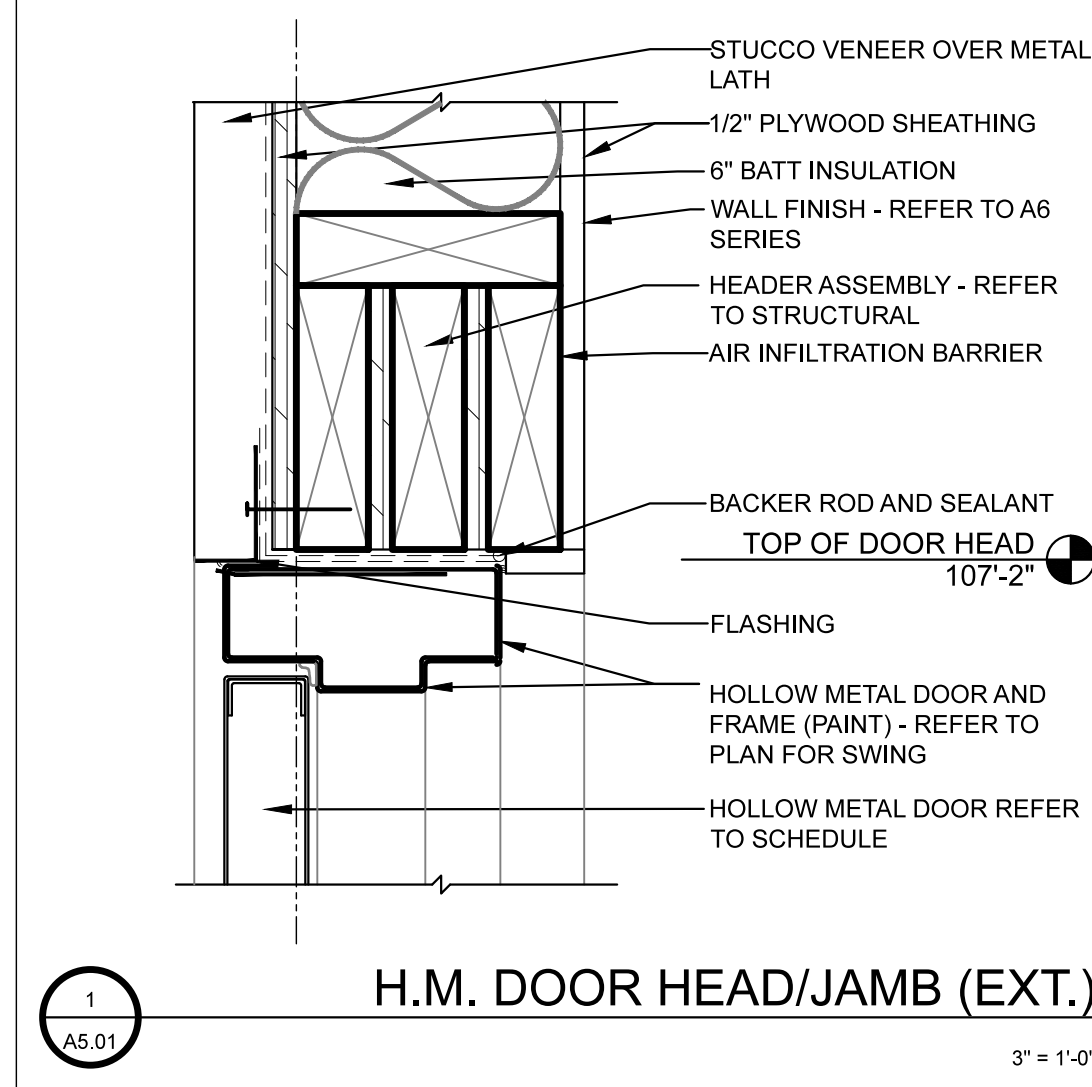 STUCCO VENEER OVER METAL
LATH
1/2" PLYWOOD SHEATHING
6" BATT INSULATION
WALL FINISH - REFER TO A6
SERIES
HEADER ASSEMBLY - REFER
TO STRUCTURAL
AIR INFILTRATION BARRIER
BACKER ROD AND SEALANT
TOP OF DOOR HEAD
107'-2"
FLASHING
HOLLOW METAL DOOR AND
FRAME (PAINT) - REFER TO
PLAN FOR SWING
HOLLOW METAL DOOR REFER
TO SCHEDULE
1
A5.01
H.M. DOOR HEAD/JAMB (EXT.)
3" = 1'-0"